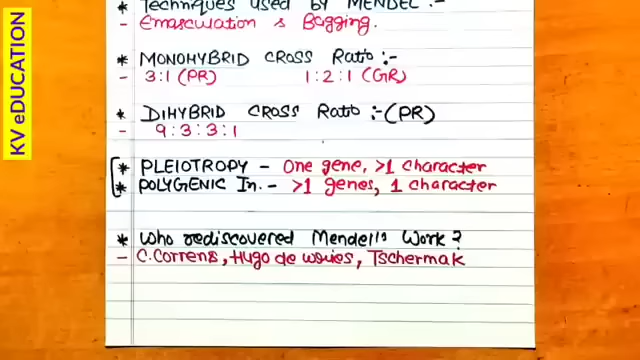 KV eDUCATION
* Techniques used by MENDEL :-
- Emasculation & Bagging.
* MONOHYBRID CROSS Ratio :-
- 3:1 (PR) 1:2:1 (GR)
* DIHYBRID CROSS Ratio :- (PR)
- 9:3:3:1
* PLEIOTROPY - One gene, >1 character
* POLYGENIC In. - >1 genes, 1 character
* Who rediscovered Mendel's Work?
- C.Correns, Hugo de wories, Tschermak